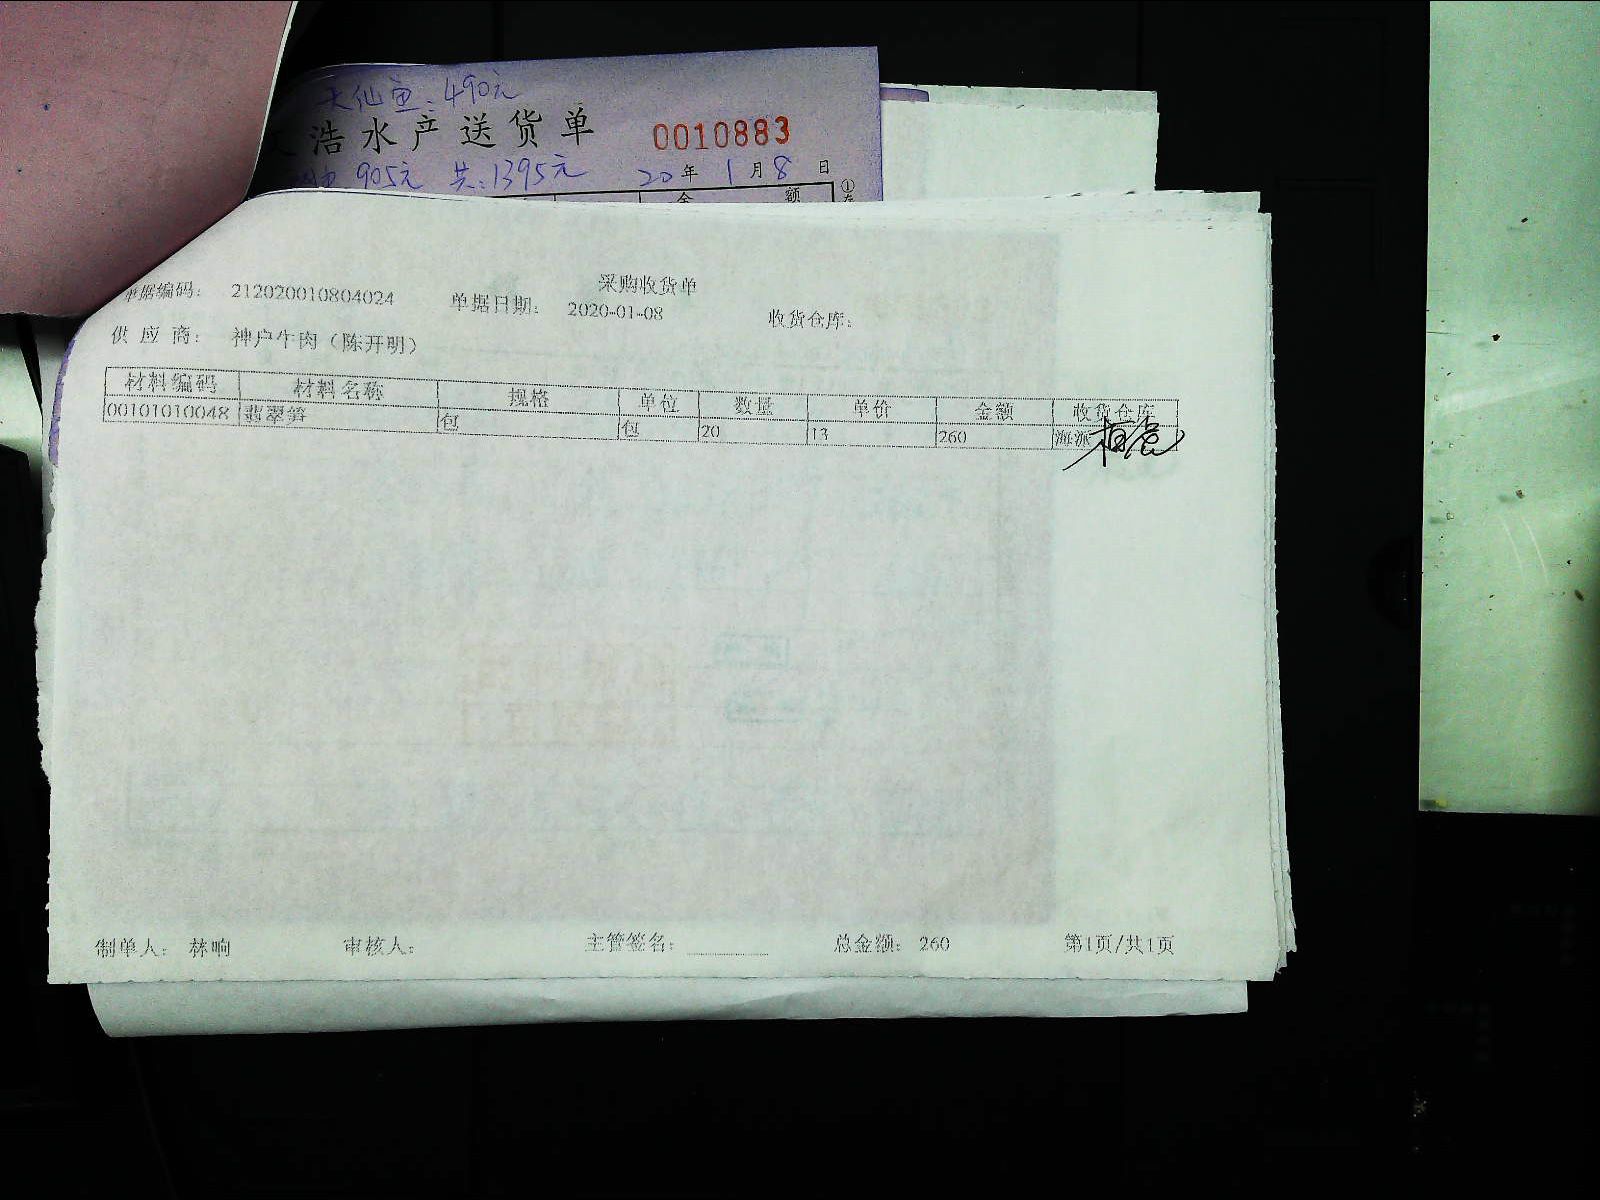 天仙鱼:490元
浩水产送货单 0010883
905元 共:1395元 20年1月8日
金 额 ①
采购收货单
单据编码: 212020010804024 单据日期: 2020-01-08 收货仓库:
供应商: 神户牛肉(陈开明)
材料编码 材料名称 规格 单位 数量 单价 金额 收货仓库
00101010048 翡翠笋 包 包 20 13 260 海派
制单人: 林响 审核人: 主管签名: 总金额: 260 第1页/共1页